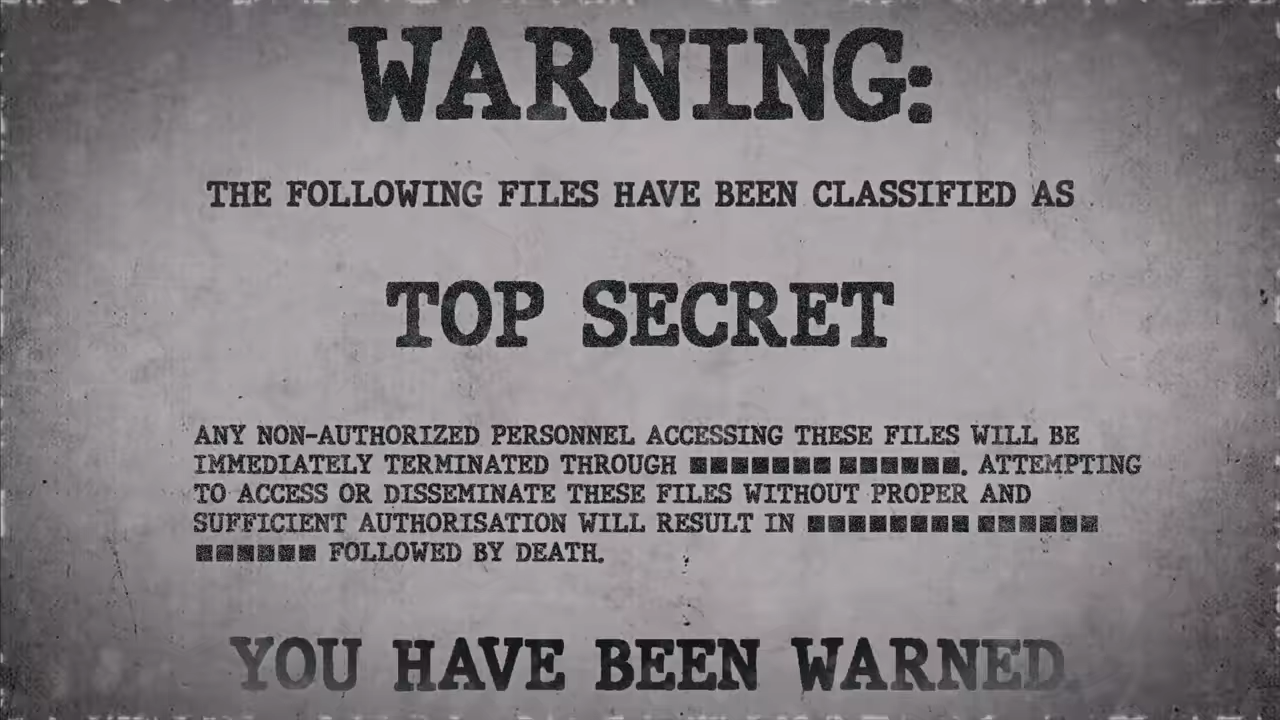 WARNING:
THE FOLLOWING FILES HAVE BEEN CLASSIFIED AS
TOP SECRET
ANY NON-AUTHORIZED PERSONNEL ACCESSING THESE FILES WILL BE
IMMEDIATELY TERMINATED THROUGH ■■■■■■■ ■■■■■■. ATTEMPTING
TO ACCESS OR DISSEMINATE THESE FILES WITHOUT PROPER AND
SUFFICIENT AUTHORISATION WILL RESULT IN ■■■■■■■■ ■■■■■■
■■■■■■ FOLLOWED BY DEATH.
YOU HAVE BEEN WARNED.